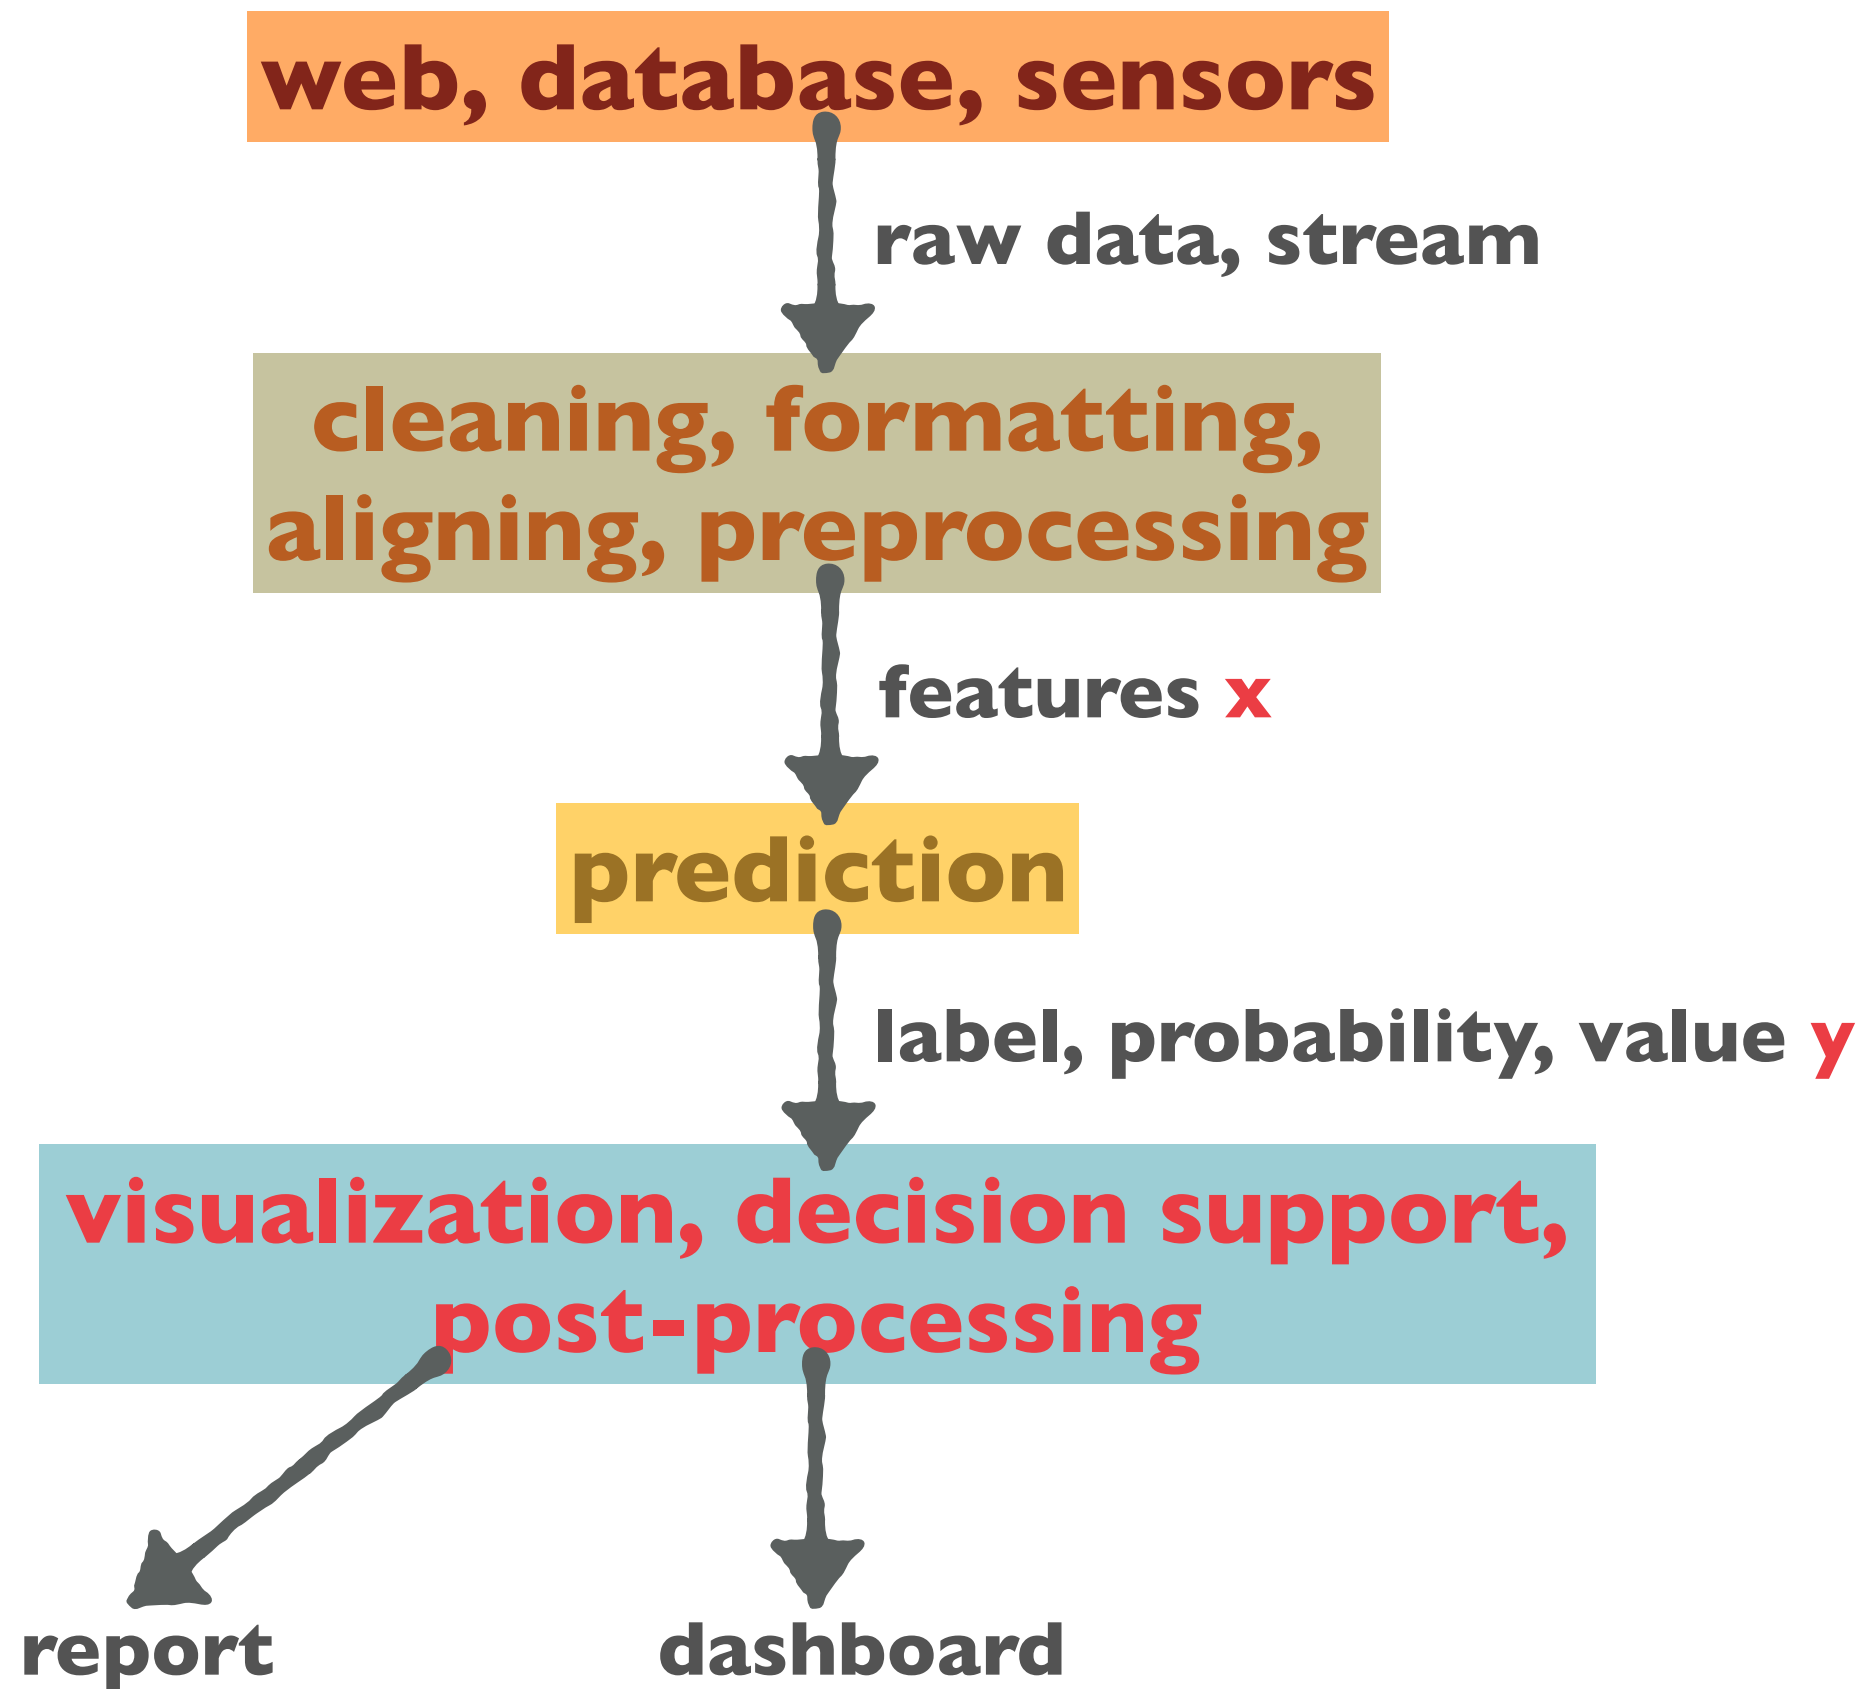 web, database, sensors
raw data, stream
cleaning, formatting,
aligning, preprocessing
features x
prediction
label, probability, value y
visualization, decision support,
post-processing
report
dashboard